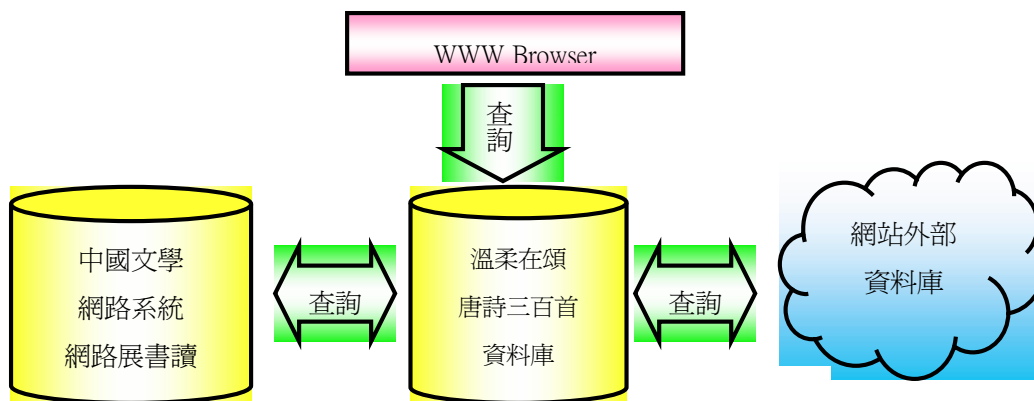 WWW Browser
查
詢
中國文學
網路系統
網路展書讀
查詢
溫柔在頌
唐詩三百首
資料庫
查詢
網站外部
資料庫